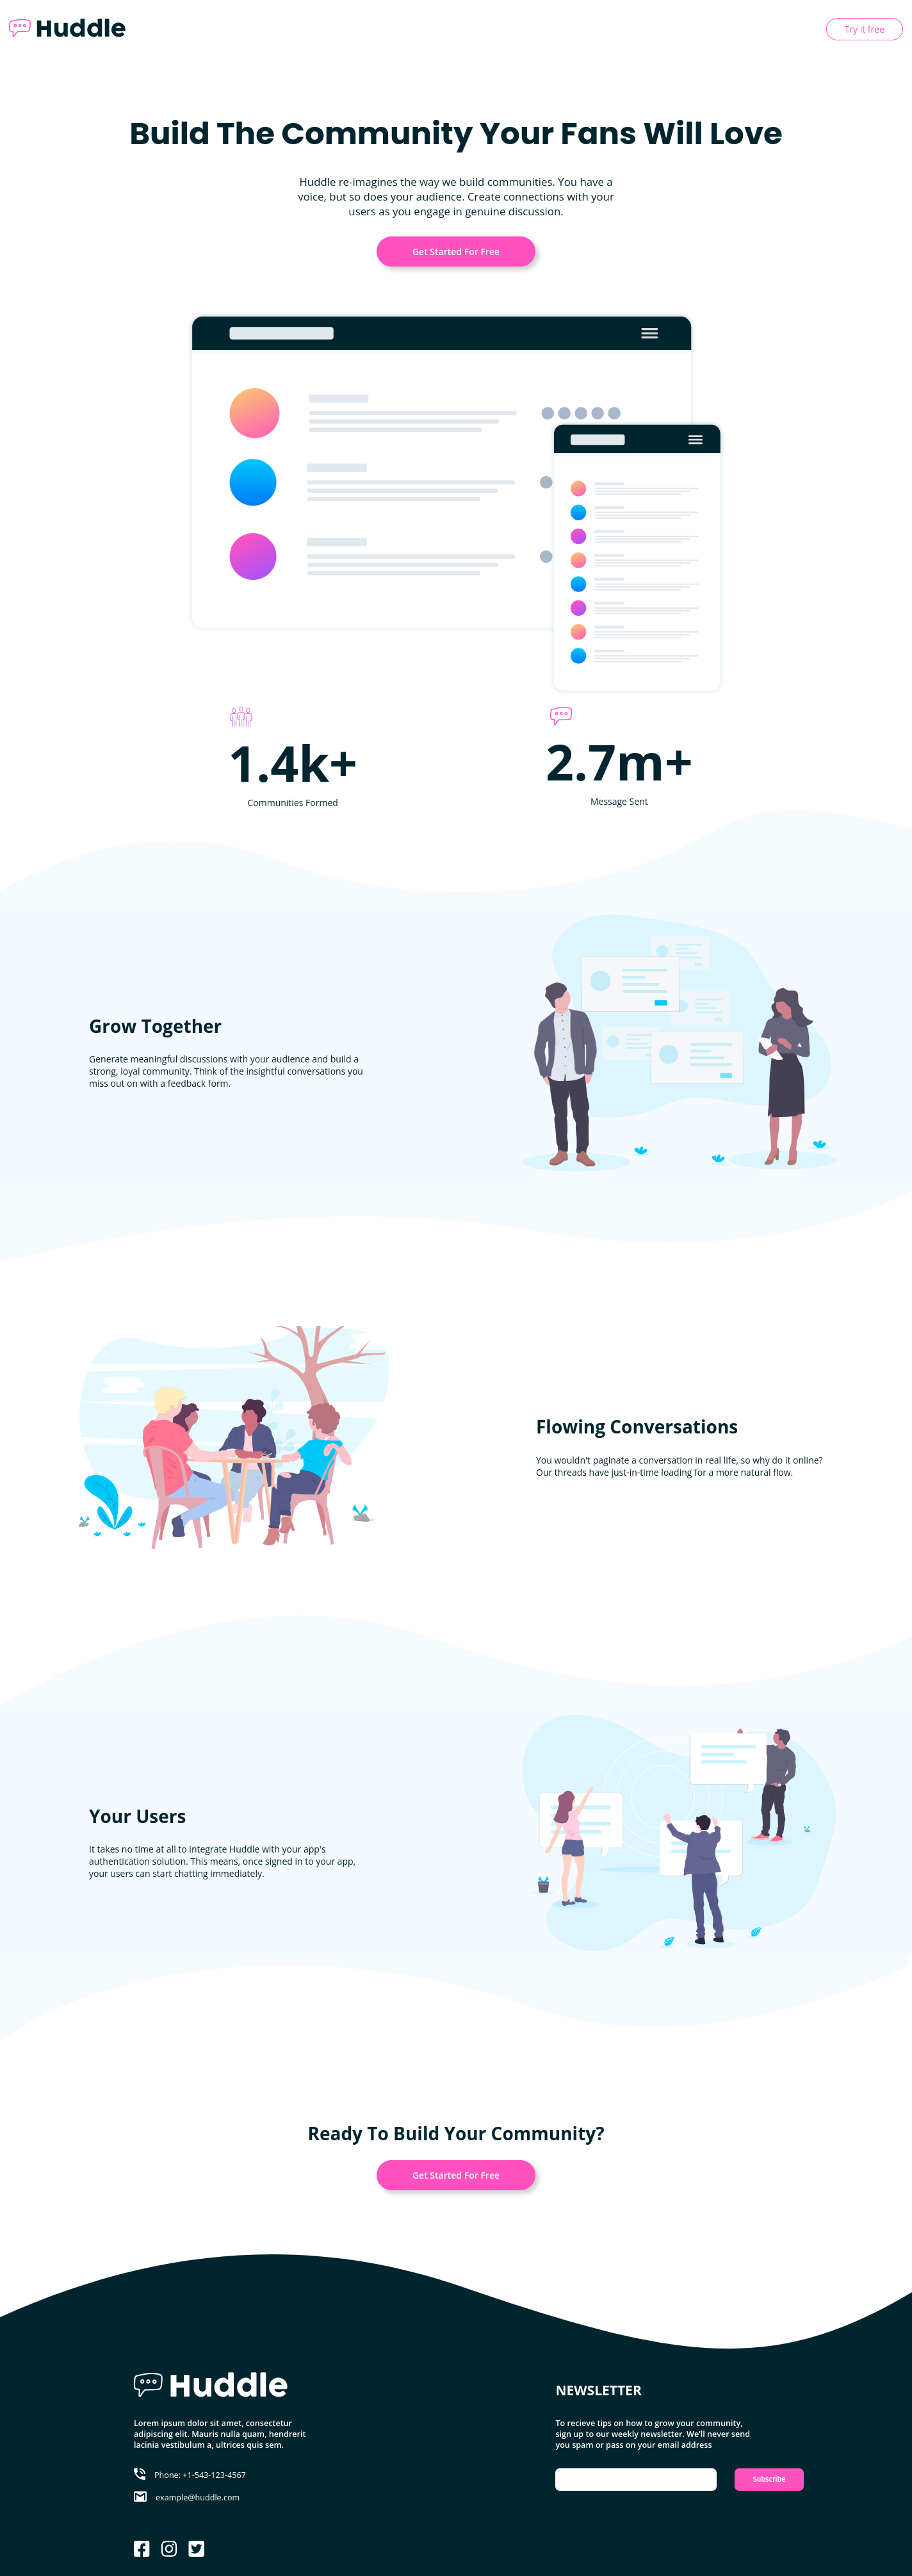 Huddle
Try it free
Build The Community Your Fans Will Love
Huddle re-imagines the way we build communities. You have a
voice, but so does your audience. Create connections with your
users as you engage in genuine discussion.
Get Started For Free
1.4k+
Communities Formed
2.7m+
Message Sent
Grow Together
Generate meaningful discussions with your audience and build a
strong, loyal community. Think of the insightful conversations you
miss out on with a feedback form.
Flowing Conversations
You wouldn't paginate a conversation in real life, so why do it online?
Our threads have just-in-time loading for a more natural flow.
Your Users
It takes no time at all to integrate Huddle with your app's
authentication solution. This means, once signed in to your app,
your users can start chatting immediately.
Ready To Build Your Community?
Get Started For Free
Huddle
Lorem ipsum dolor sit amet, consectetur
adipiscing elit. Mauris nulla quam, hendrerit
lacinia vestibulum a, ultrices quis sem.
Phone: +1-543-123-4567
example@huddle.com
NEWSLETTER
To recieve tips on how to grow your community,
sign up to our weekly newsletter. We'll never send
you spam or pass on your email address
Subscribe